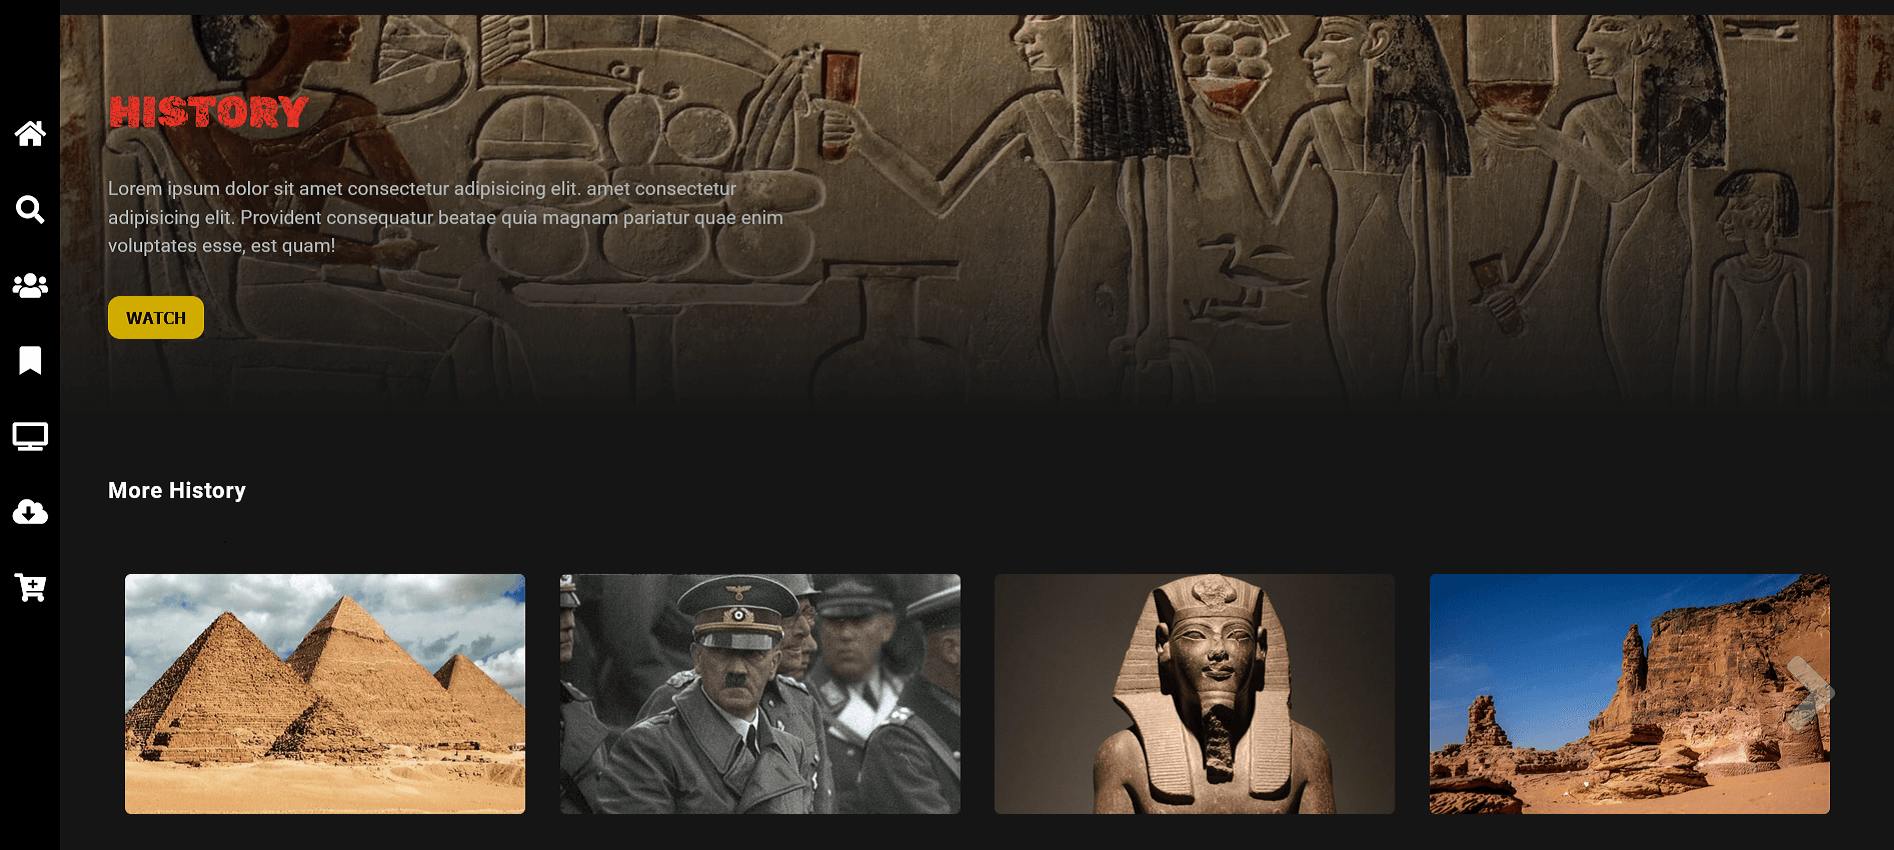 HISTORY
Lorem ipsum dolor sit amet consectetur adipisicing elit. amet consectetur
adipisicing elit. Provident consequatur beatae quia magnam pariatur quae enim
voluptates esse, est quam!
WATCH
More History